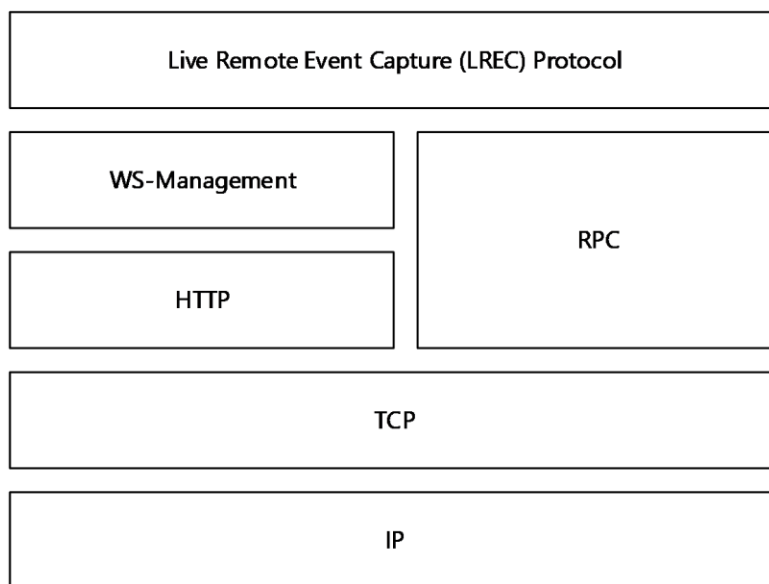 Live Remote Event Capture (LREC) Protocol
WS-Management
RPC
HTTP
TCP
IP